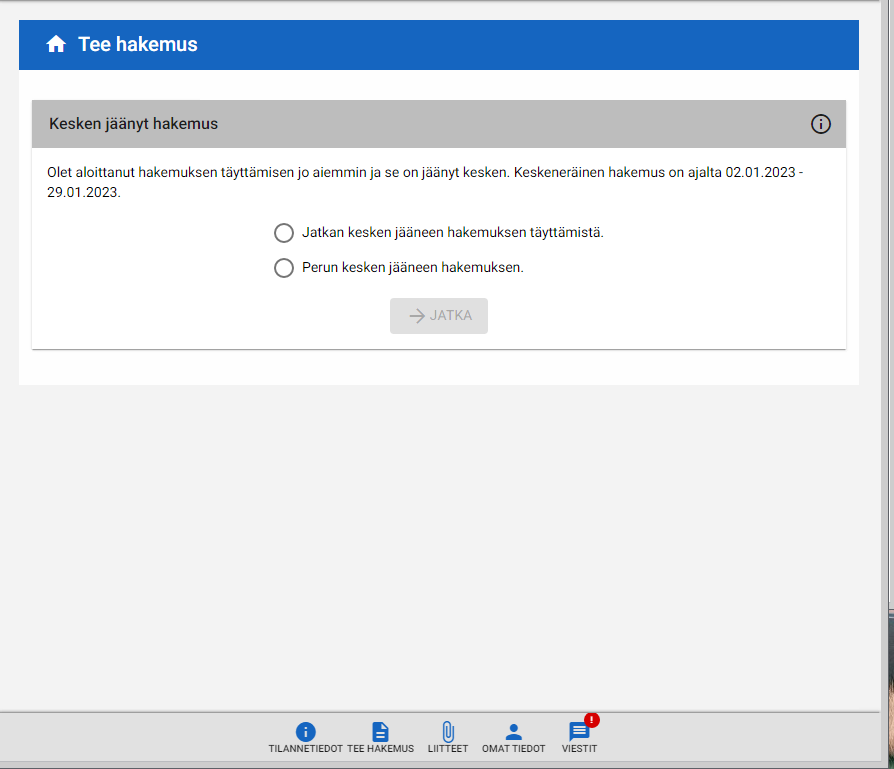 Tee hakemus
Kesken jäänyt hakemus
Olet aloittanut hakemuksen täyttämisen jo aiemmin ja se on jäänyt kesken. Keskeneräinen hakemus on ajalta 02.01.2023 -
29.01.2023.
Jatkan kesken jääneen hakemuksen täyttämistä.
Perun kesken jääneen hakemuksen.
JATKA
TILANNETIEDOT TEE HAKEMUS LIITTEET OMAT TIEDOT VIESTIT